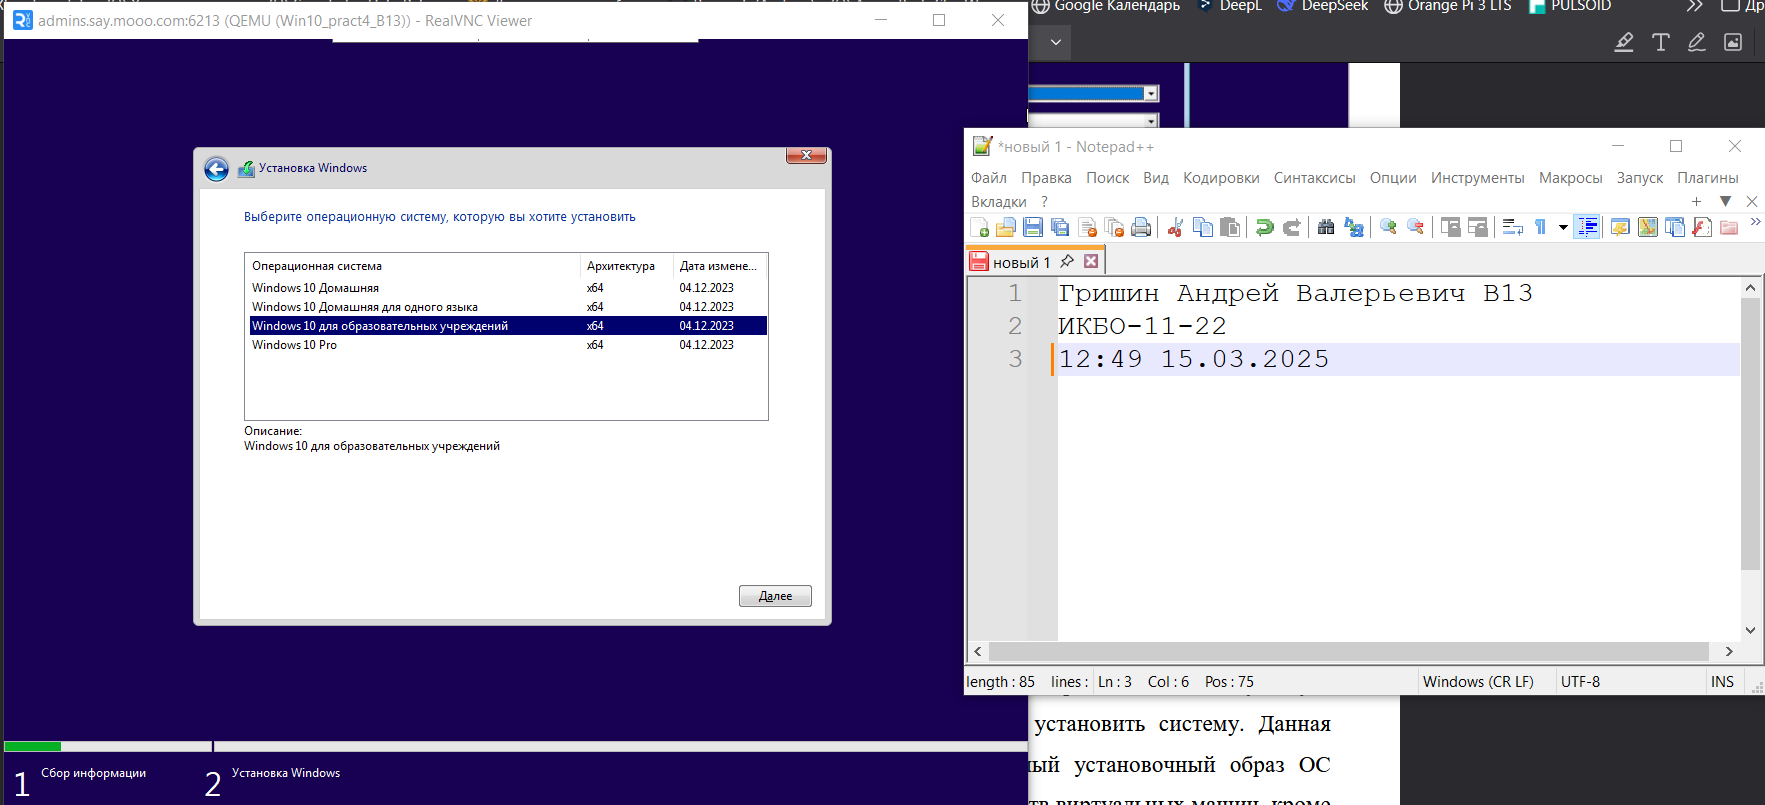 admins.say.mooo.com:6213 (QEMU (Win10_pract4_B13)) - RealVNC Viewer
Google Календарь
DeepL
DeepSeek
Orange Pi 3 LTS
PULSOID
Др
Установка Windows
Выберите операционную систему, которую вы хотите установить
Операционная система Архитектура Дата измене...
Windows 10 Домашняя x64 04.12.2023
Windows 10 Домашняя для одного языка x64 04.12.2023
Windows 10 для образовательных учреждений x64 04.12.2023
Windows 10 Pro x64 04.12.2023
Описание:
Windows 10 для образовательных учреждений
Далее
1 Сбор информации
2 Установка Windows
*новый 1 - Notepad++
Файл Правка Поиск Вид Кодировки Синтаксисы Опции Инструменты Макросы Запуск Плагины
Вкладки ?
новый 1
1 Гришин Андрей Валерьевич B13
2 ИКБО-11-22
3 12:49 15.03.2025
length : 85 lines : Ln : 3 Col : 6 Pos : 75 Windows (CR LF) UTF-8 INS
установить систему. Данная
установочный образ ОС
виртуальных машин, кроме